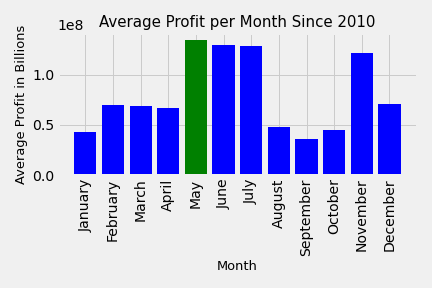 Average Profit per Month Since 2010
1e8
Average Profit in Billions
1.0
0.5
0.0
January
February
March
April
May
June
July
August
September
October
November
December
Month